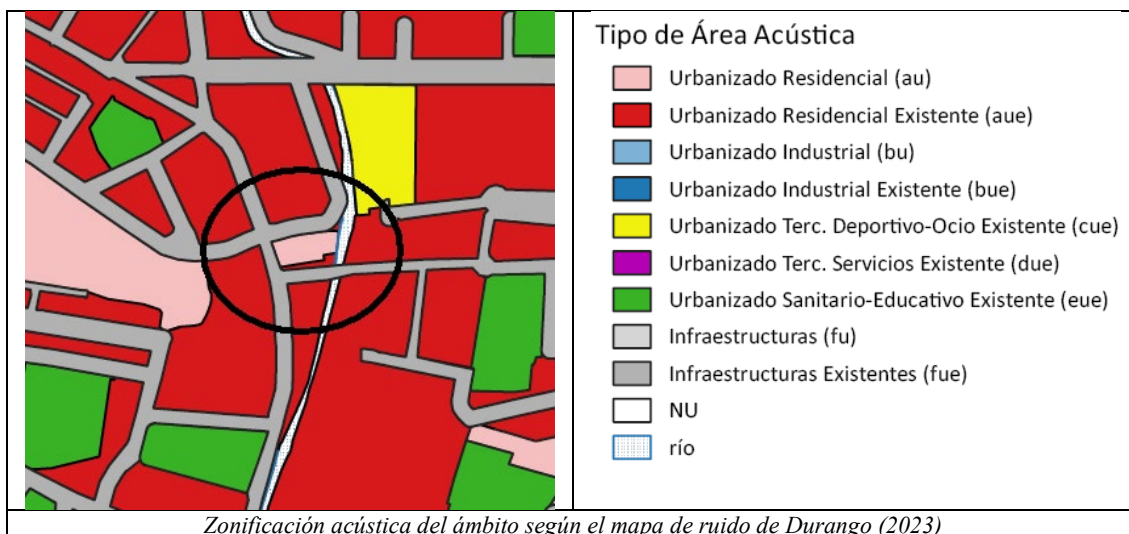 Tipo de Área Acústica
Urbanizado Residencial (au)
Urbanizado Residencial Existente (aue)
Urbanizado Industrial (bu)
Urbanizado Industrial Existente (bue)
Urbanizado Terc. Deportivo-Ocio Existente (cue)
Urbanizado Terc. Servicios Existente (due)
Urbanizado Sanitario-Educativo Existente (eue)
Infraestructuras (fu)
Infraestructuras Existentes (fue)
NU
río
Zonificación acústica del ámbito según el mapa de ruido de Durango (2023)